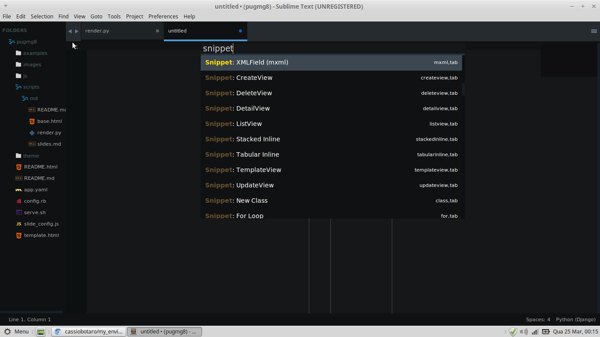 untitled • (pugmg8) - Sublime Text (UNREGISTERED)
File Edit Selection Find View Goto Tools Project Preferences Help
FOLDERS
pugmg8
examples
images
js
scripts
md
README.md
base.html
render.py
slides.md
theme
README.html
README.md
app.yaml
config.rb
serve.sh
slide_config.js
template.html
render.py × untitled
snippet
Snippet: XMLField (mxml) mxml,tab
Snippet: CreateView createview,tab
Snippet: DeleteView deleteview,tab
Snippet: DetailView detailview,tab
Snippet: ListView listview,tab
Snippet: Stacked Inline stackedinline,tab
Snippet: Tabular Inline tabularinline,tab
Snippet: TemplateView templateview,tab
Snippet: UpdateView updateview,tab
Snippet: New Class class,tab
Snippet: For Loop for,tab
Line 1, Column 1 Spaces: 4 Python (Django)
Menu cassiobotaro/my_envi... untitled • (pugmg8) - ... Qua 25 Mar, 00:15